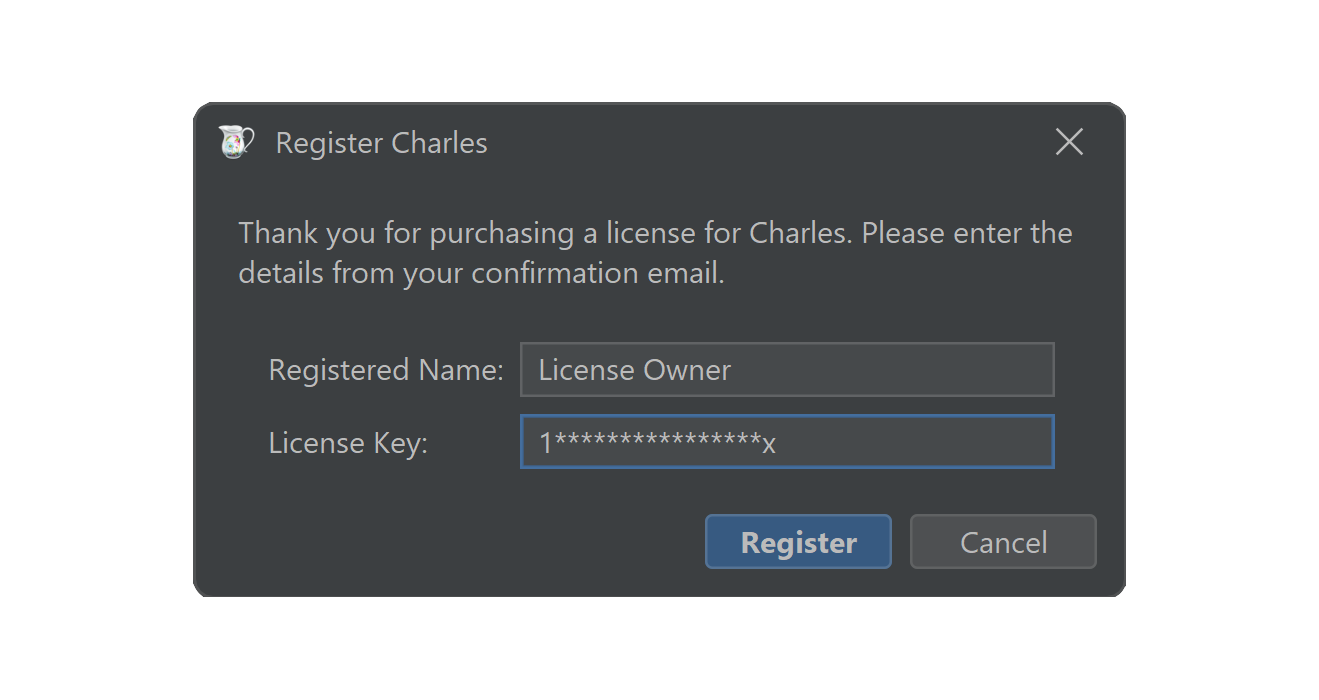 Register Charles
Thank you for purchasing a license for Charles. Please enter the
details from your confirmation email.
Registered Name: License Owner
License Key: 1****************x
Register Cancel